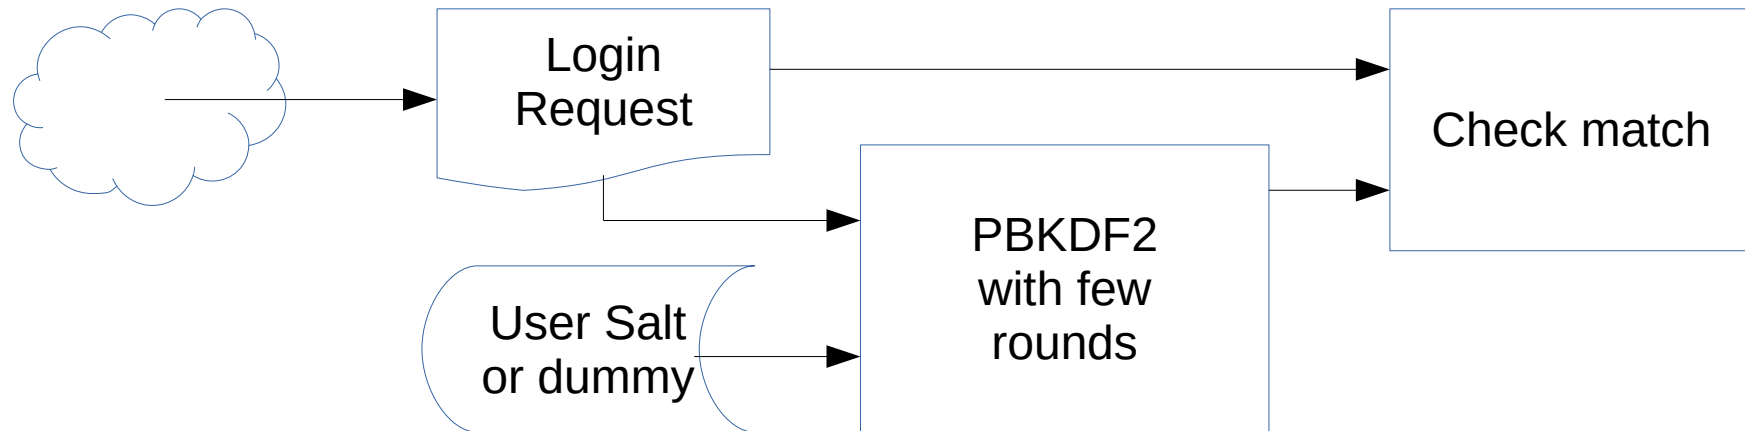 Login
Request
Check match
PBKDF2
with few
rounds
User Salt
or dummy